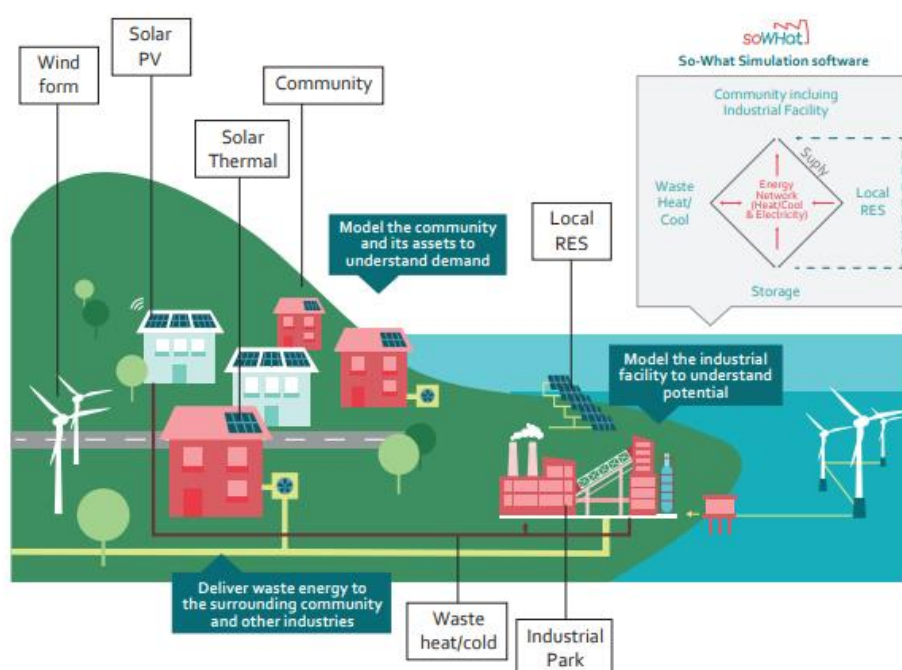 Wind
form
Solar
PV
Community
Solar
Thermal
Local
RES
Model the community
and its assets to
understand demand
soWHat
So-What Simulation software
Community incluing
Industrial Facility
Suply
Waste
Heat/
Cool
Energy
Network
(Heat/Cool
& Electricity)
Local
RES
Storage
Model the industrial
facility to understand
potential
Deliver waste energy to
the surrounding community
and other industries
Waste
heat/cold
Industrial
Park